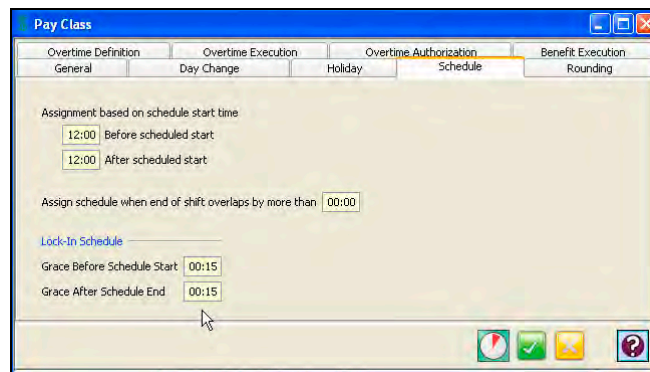 Pay Class
Overtime Definition Overtime Execution Overtime Authorization Benefit Execution
General Day Change Holiday Schedule Rounding
Assignment based on schedule start time
12:00 Before scheduled start
12:00 After scheduled start
Assign schedule when end of shift overlaps by more than 00:00
Lock-In Schedule
Grace Before Schedule Start 00:15
Grace After Schedule End 00:15
?